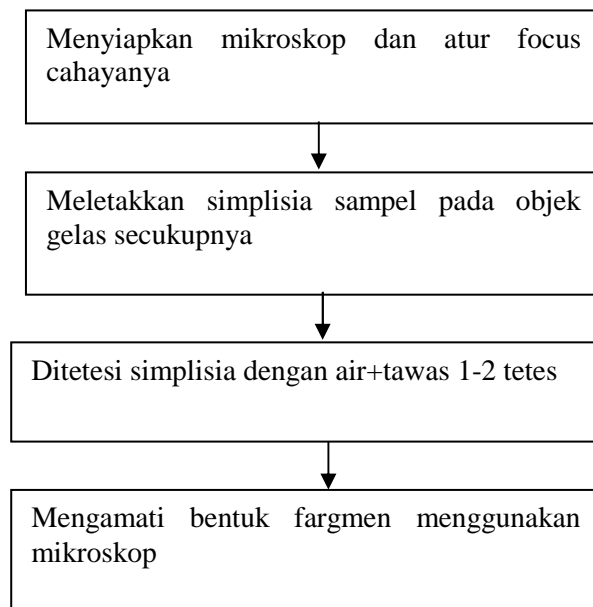 Menyiapkan mikroskop dan atur focus
cahayanya
Meletakkan simplisia sampel pada objek
gelas secukupnya
Ditetesi simplisia dengan air+tawas 1-2 tetes
Mengamati bentuk fargmen menggunakan
mikroskop